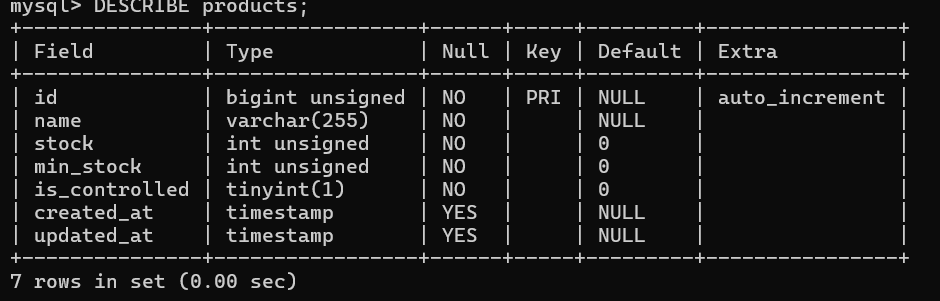 mysql> DESCRIBE products;
+---------------+-----------------+------+-----+---------+----------------+
| Field         | Type            | Null | Key | Default | Extra          |
+---------------+-----------------+------+-----+---------+----------------+
| id            | bigint unsigned | NO   | PRI | NULL    | auto_increment |
| name          | varchar(255)    | NO   |     | NULL    |                |
| stock         | int unsigned    | NO   |     | 0       |                |
| min_stock     | int unsigned    | NO   |     | 0       |                |
| is_controlled | tinyint(1)      | NO   |     | 0       |                |
| created_at    | timestamp       | YES  |     | NULL    |                |
| updated_at    | timestamp       | YES  |     | NULL    |                |
+---------------+-----------------+------+-----+---------+----------------+
7 rows in set (0.00 sec)